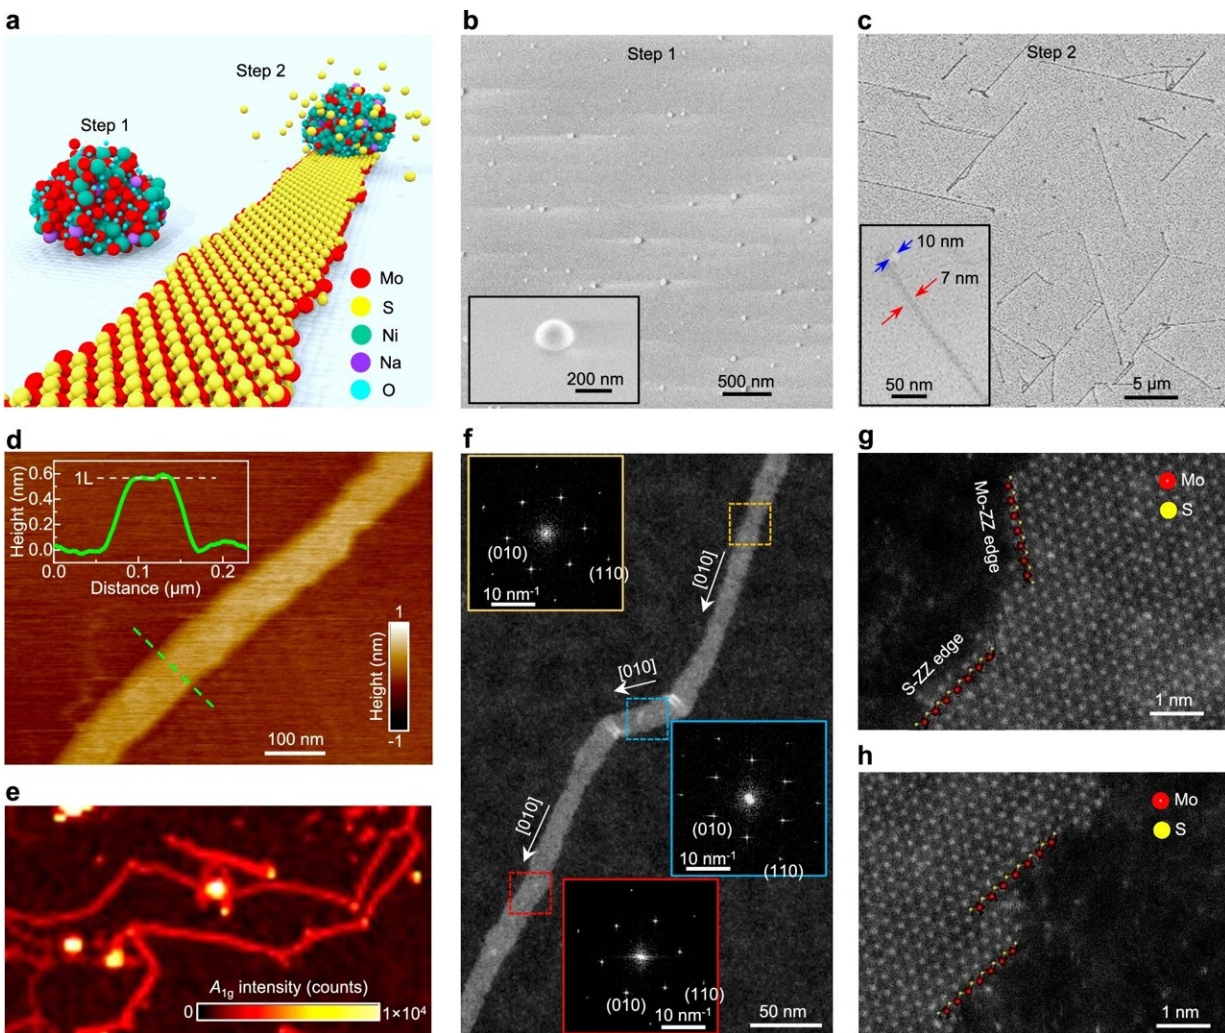 a
Step 1
Step 2
Mo
S
Ni
Na
O
b
Step 1
200 nm
500 nm
c
Step 2
10 nm
7 nm
50 nm
5 µm
d
Height (nm)
0.6
0.4
0.2
0.0
1L
0.0
0.1
0.2
Distance (µm)
Height (nm)
1
-1
100 nm
e
A1g intensity (counts)
0
1×10⁴
f
(010)
(110)
10 nm⁻¹
[010]
[010]
(010)
10 nm⁻¹
(110)
[010]
(010)
(110)
10 nm⁻¹
50 nm
g
Mo-ZZ edge
S-ZZ edge
Mo
S
1 nm
h
Mo
S
1 nm